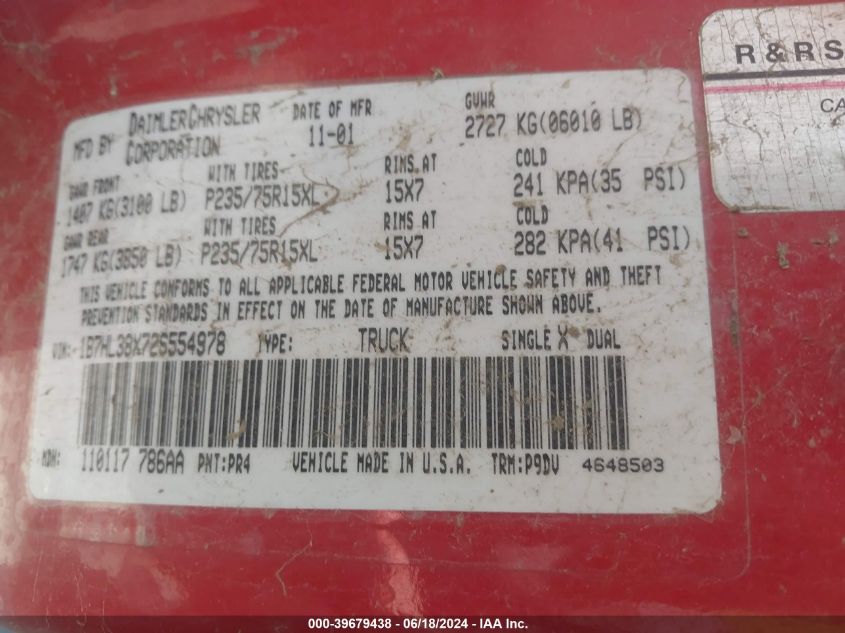 R & R S
CA
MFD BY DAIMLERCHRYSLER CORPORATION DATE OF MFR 11-01 GVWR 2727 KG(06010 LB)
GAWR FRONT WITH TIRES RIMS AT COLD
1407 KG(3100 LB) P235/75R15XL 15X7 241 KPA(35 PSI)
GAWR REAR WITH TIRES RIMS AT COLD
1747 KG(3850 LB) P235/75R15XL 15X7 282 KPA(41 PSI)
THIS VEHICLE CONFORMS TO ALL APPLICABLE FEDERAL MOTOR VEHICLE SAFETY AND THEFT
PREVENTION STANDARDS IN EFFECT ON THE DATE OF MANUFACTURE SHOWN ABOVE.
VIN:-1B7HL38X72S554978 TYPE: TRUCK SINGLE X DUAL
MDH: 110117 786AA PNT:PR4 VEHICLE MADE IN U.S.A. TRM:P9DV 4648503
000-39679438 - 06/18/2024 - IAA Inc.